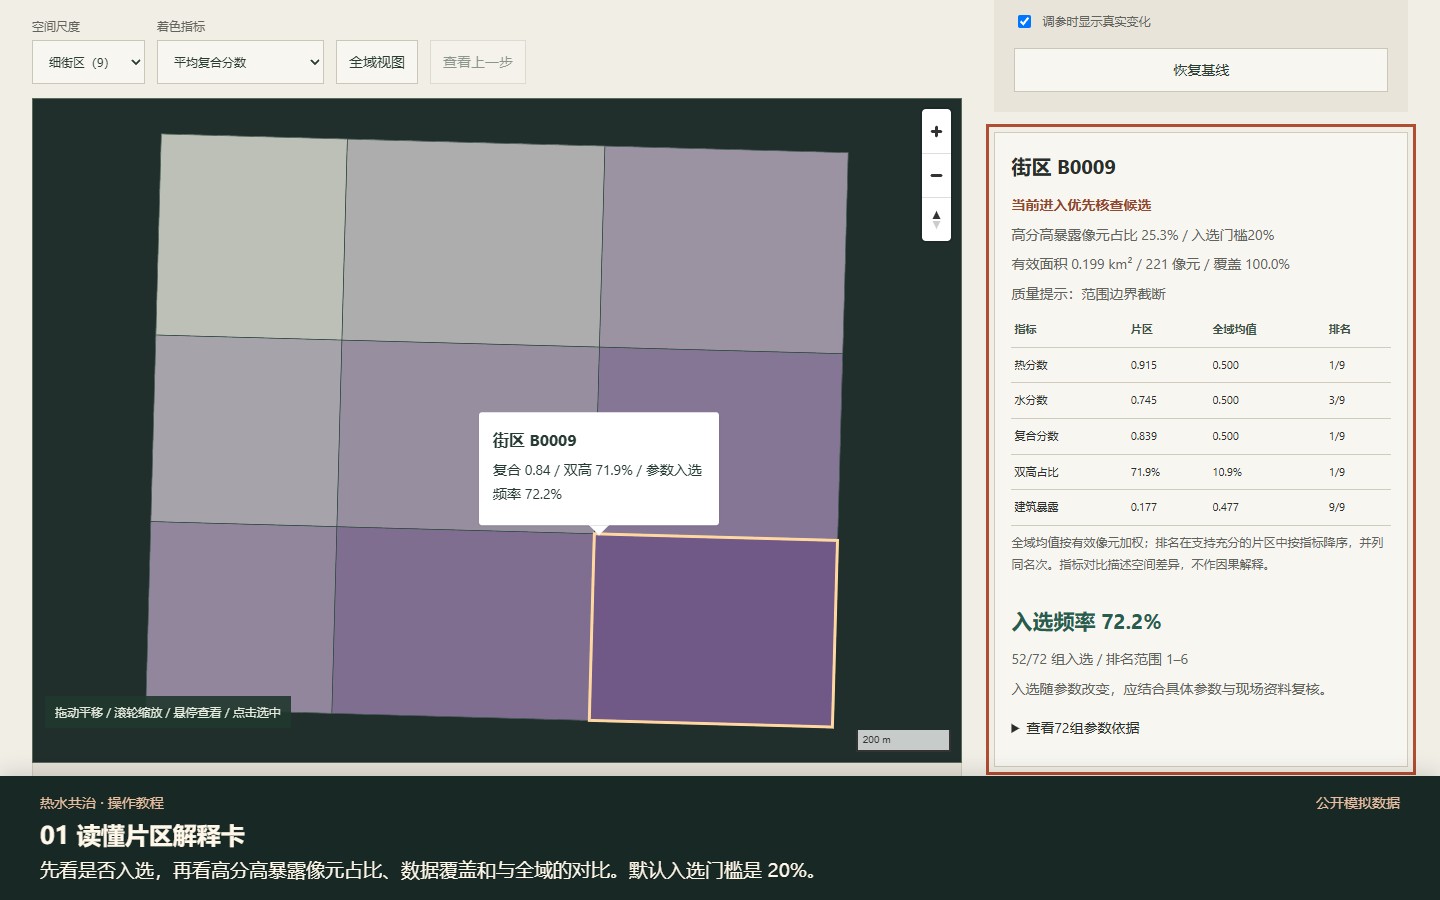 空间尺度
着色指标
细街区（9）
平均复合分数
全域视图
查看上一步
调参时显示真实变化
恢复基线
街区 B0009
当前进入优先核查候选
高分高暴露像元占比 25.3% / 入选门槛20%
有效面积 0.199 km² / 221 像元 / 覆盖 100.0%
质量提示：范围边界截断
指标 片区 全域均值 排名
热分数 0.915 0.500 1/9
水分数 0.745 0.500 3/9
复合分数 0.839 0.500 1/9
双高占比 71.9% 10.9% 1/9
建筑暴露 0.177 0.477 9/9
全域均值按有效像元加权；排名在支持充分的片区中按指标降序，并列
同名次。指标对比描述空间差异，不作因果解释。
入选频率 72.2%
52/72 组入选 / 排名范围 1–6
入选随参数改变，应结合具体参数与现场资料复核。
查看72组参数依据
街区 B0009
复合 0.84 / 双高 71.9% / 参数入选
频率 72.2%
拖动平移 / 滚轮缩放 / 悬停查看 / 点击选中
200 m
热水共治 · 操作教程
公开模拟数据
01 读懂片区解释卡
先看是否入选，再看高分高暴露像元占比、数据覆盖和与全域的对比。默认入选门槛是 20%。